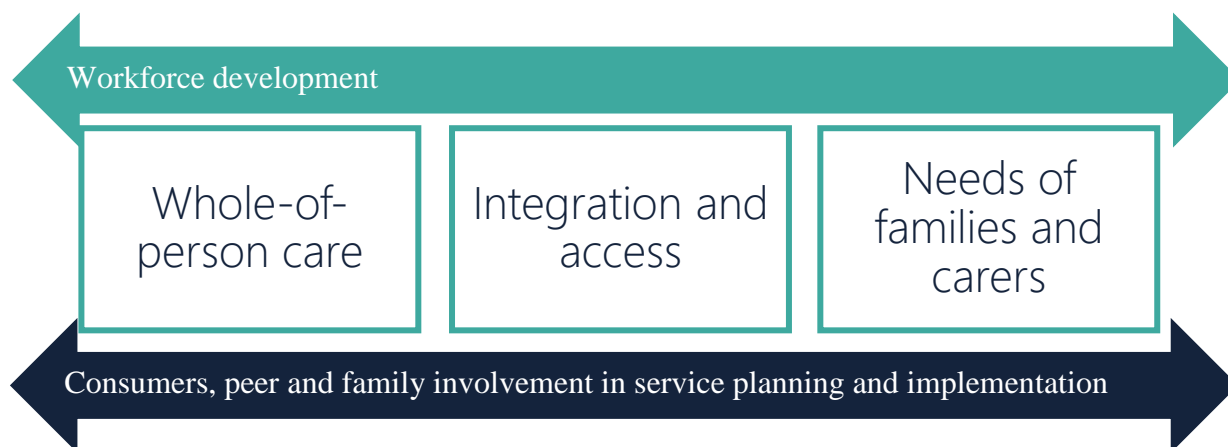 Workforce development
Whole-of-
person care
Integration and
access
Needs of
families and
carers
Consumers, peer and family involvement in service planning and implementation